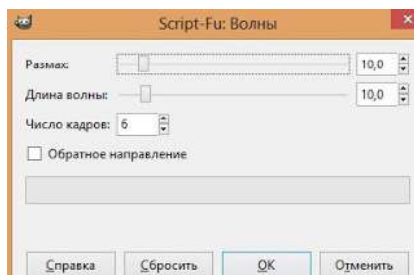 Script-Fu: Волны
Размах: 10,0
Длина волны: 10,0
Число кадров: 6
Обратное направление
Справка Сбросить OK Отменить